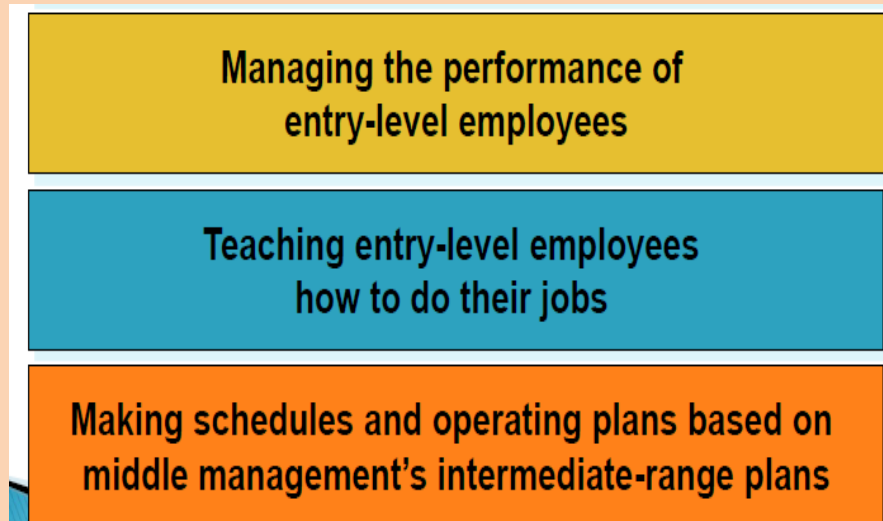 Managing the performance of
entry-level employees
Teaching entry-level employees
how to do their jobs
Making schedules and operating plans based on
middle management's intermediate-range plans